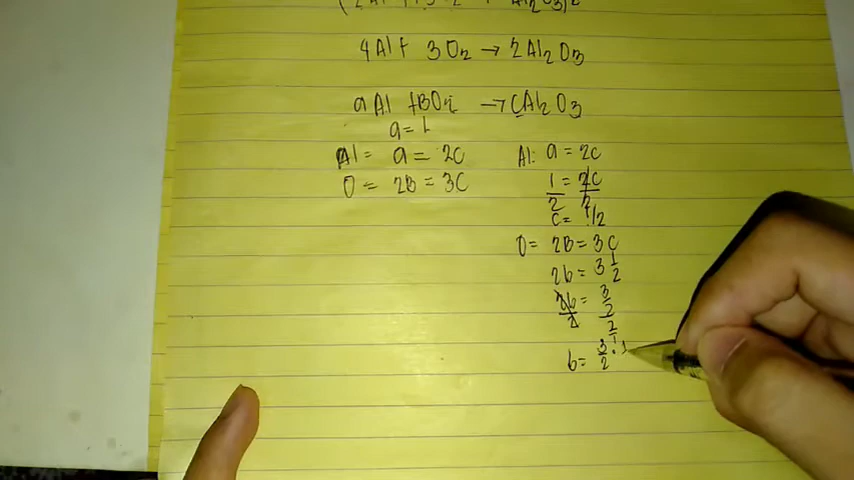 4Al + 3O₂ → 2Al₂O₃
aAl + BO₂ → CAl₂O₃
a = 1
Al = a = 2C
O = 2B = 3C
Al: a = 2C
1/2 = 2C/2
C = 1/2
O = 2B = 3C
2b = 3 1/2
2b/2 = 3/2/2/1
b = 3/2 ·